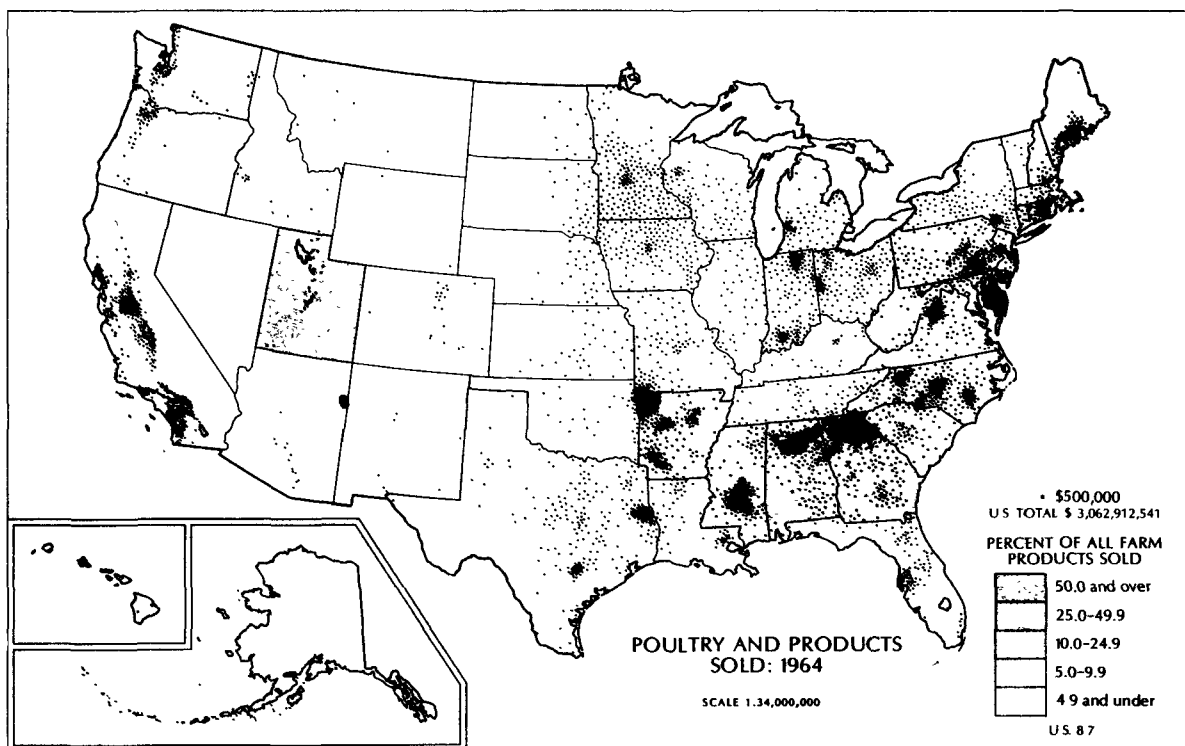 • $500,000
US TOTAL $ 3,062,912,541
PERCENT OF ALL FARM
PRODUCTS SOLD
50.0 and over
25.0-49.9
10.0-24.9
5.0-9.9
4 9 and under
U.S. 8 7
POULTRY AND PRODUCTS
SOLD: 1964
SCALE 1:34,000,000